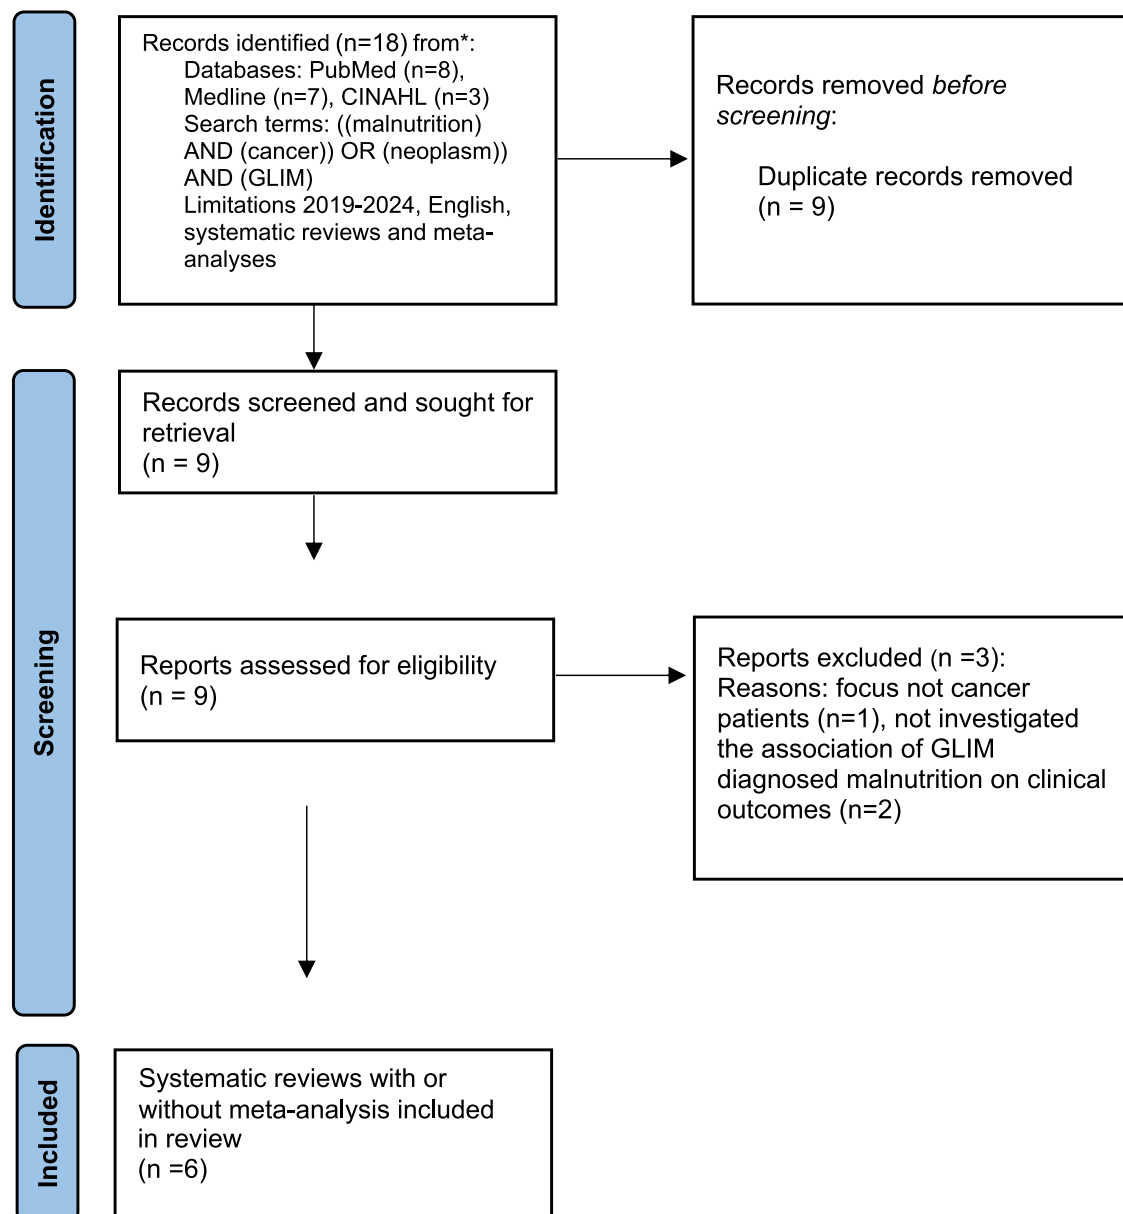 Identification
Records identified (n=18) from*:
Databases: PubMed (n=8),
Medline (n=7), CINAHL (n=3)
Search terms: ((malnutrition)
AND (cancer)) OR (neoplasm))
AND (GLIM)
Limitations 2019-2024, English,
systematic reviews and meta-
analyses
Records removed before
screening:
Duplicate records removed
(n = 9)
Screening
Records screened and sought for
retrieval
(n = 9)
Reports assessed for eligibility
(n = 9)
Reports excluded (n =3):
Reasons: focus not cancer
patients (n=1), not investigated
the association of GLIM
diagnosed malnutrition on clinical
outcomes (n=2)
Included
Systematic reviews with or
without meta-analysis included
in review
(n =6)